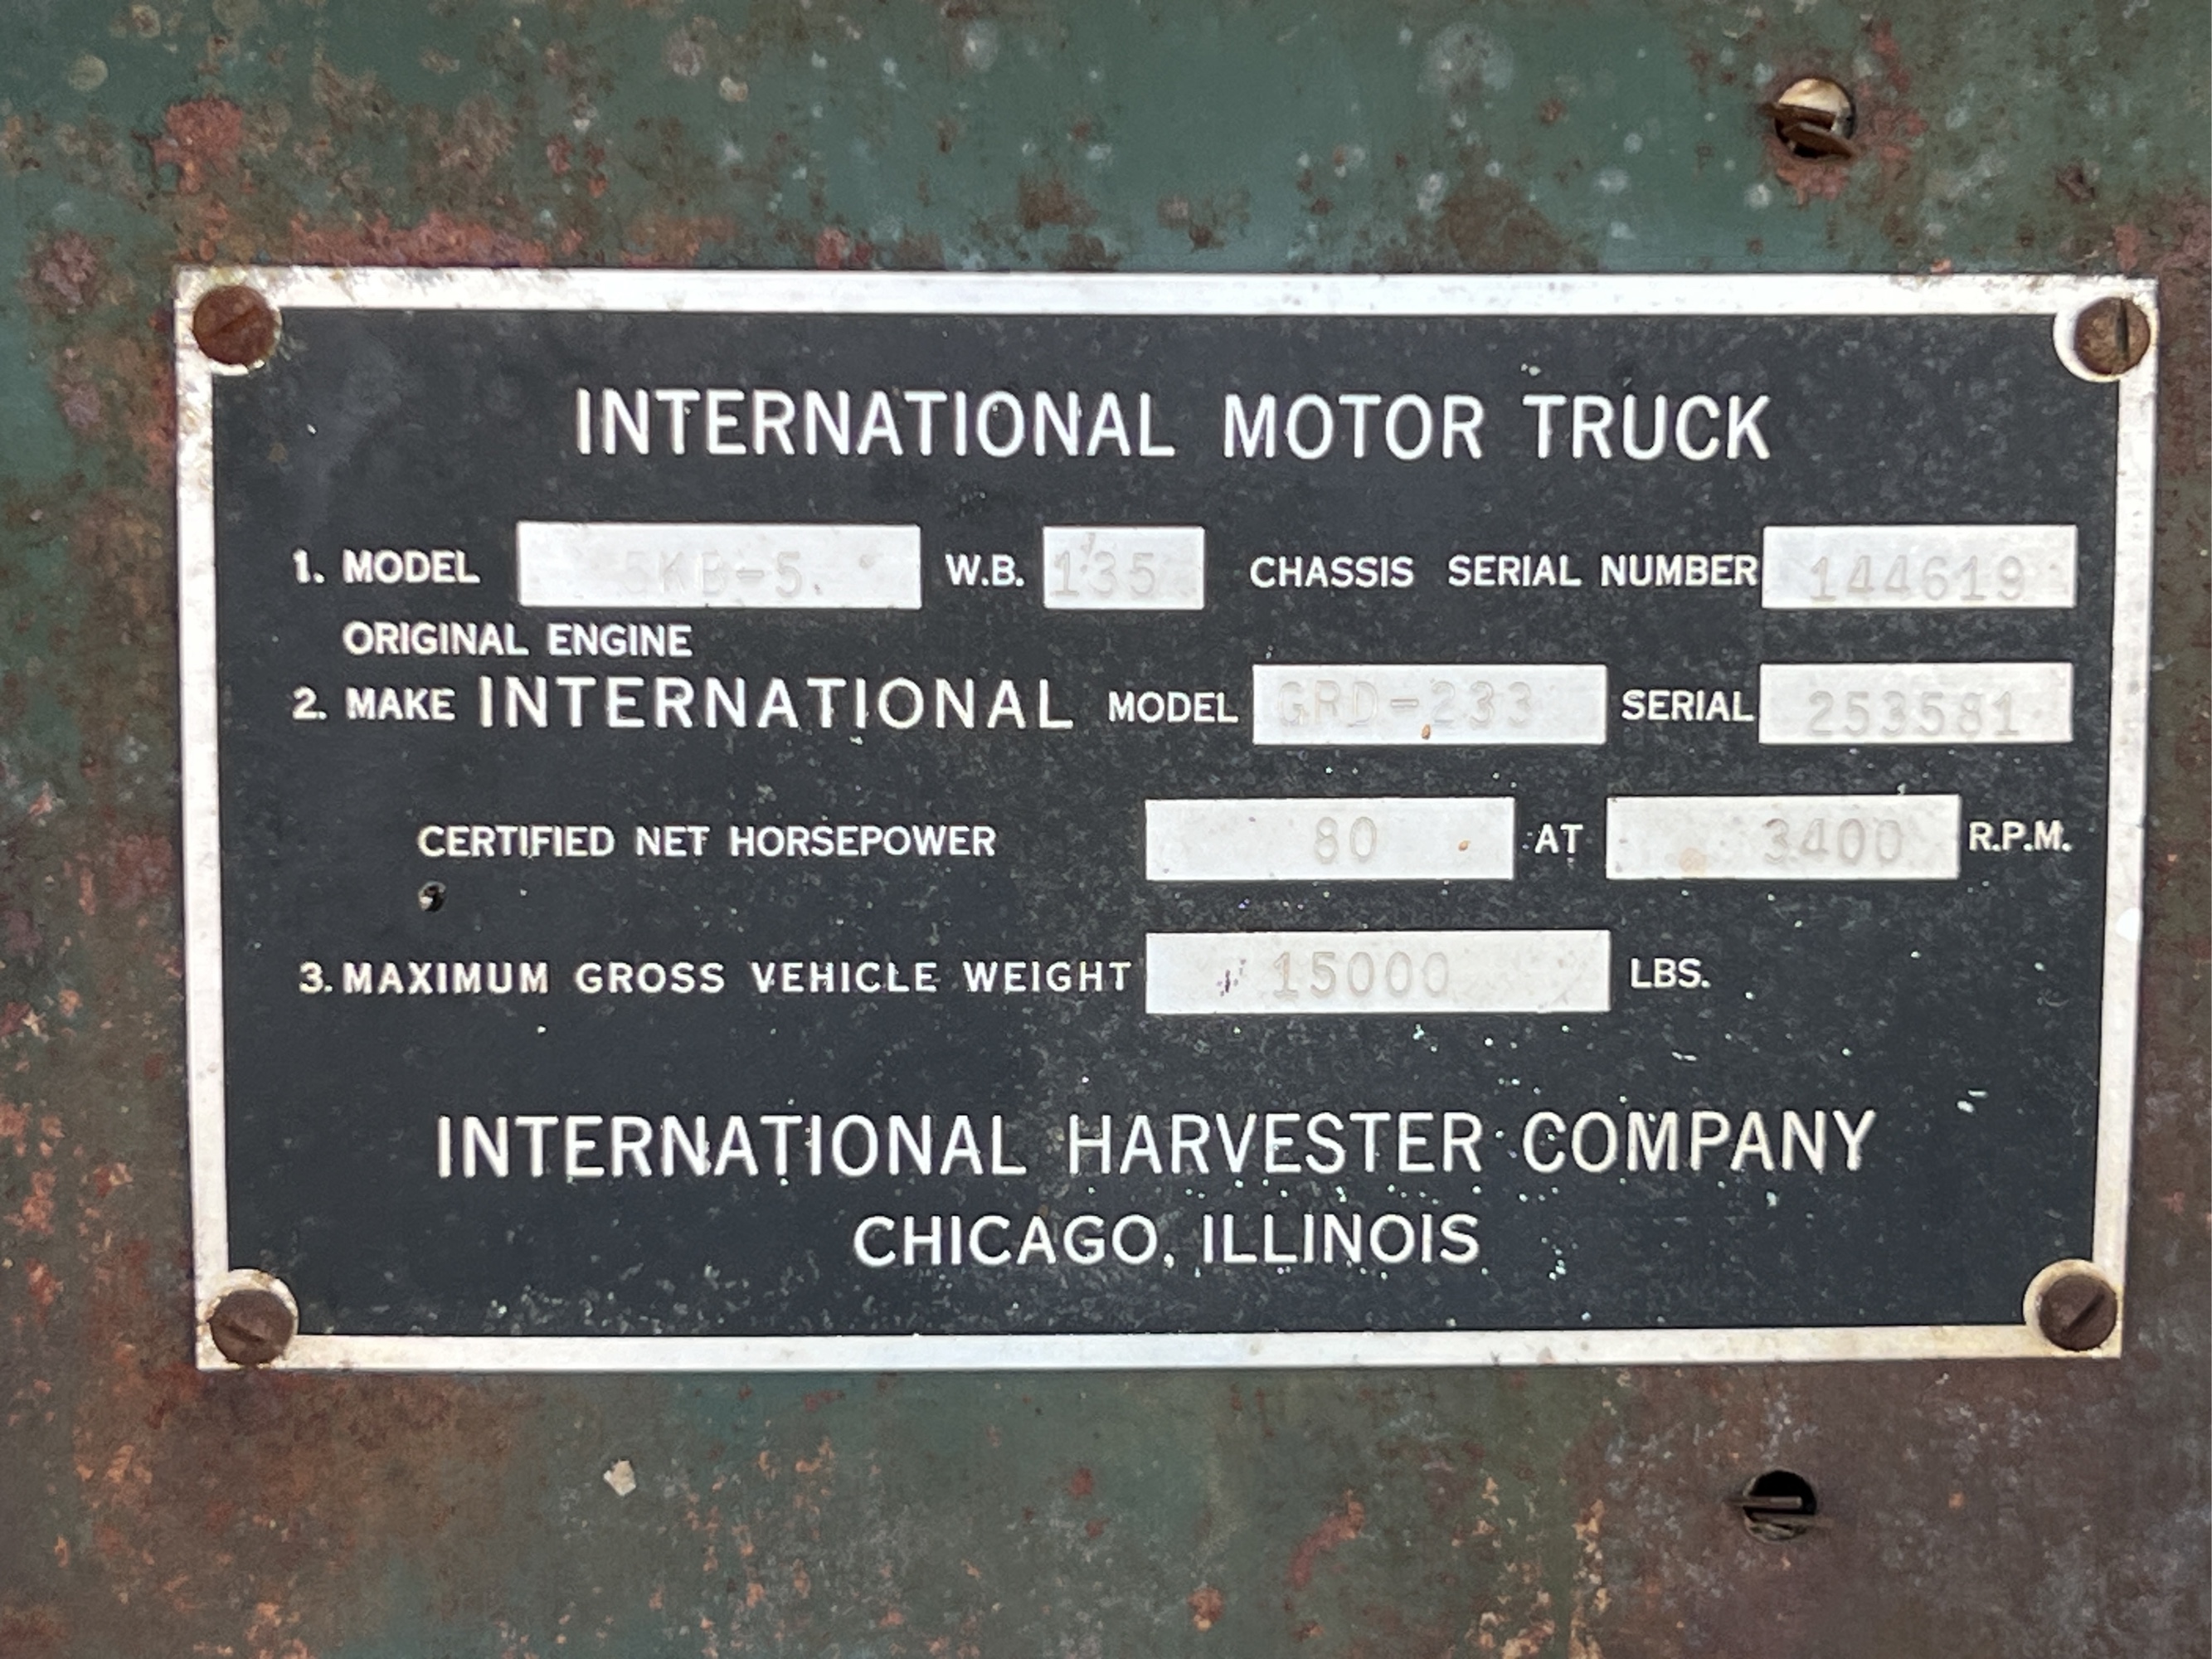 INTERNATIONAL MOTOR TRUCK
1. MODEL 5KB-5 W.B. 135 CHASSIS SERIAL NUMBER 144619
ORIGINAL ENGINE
2. MAKE INTERNATIONAL MODEL GRD-233 SERIAL 253581
CERTIFIED NET HORSEPOWER 80 AT 3400 R.P.M.
3. MAXIMUM GROSS VEHICLE WEIGHT 15000 LBS.
INTERNATIONAL HARVESTER COMPANY
CHICAGO, ILLINOIS